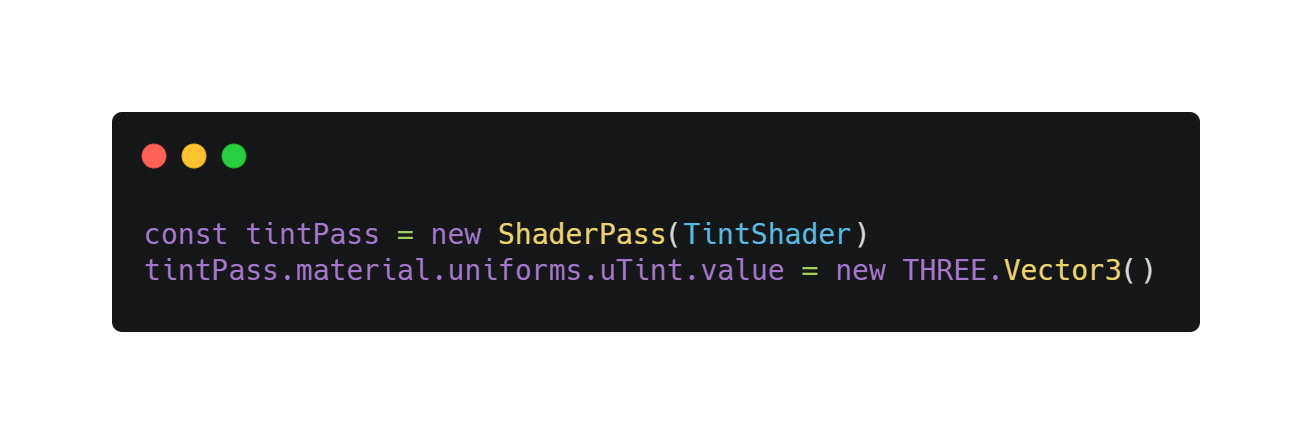 const tintPass = new ShaderPass(TintShader)
tintPass.material.uniforms.uTint.value = new THREE.Vector3()